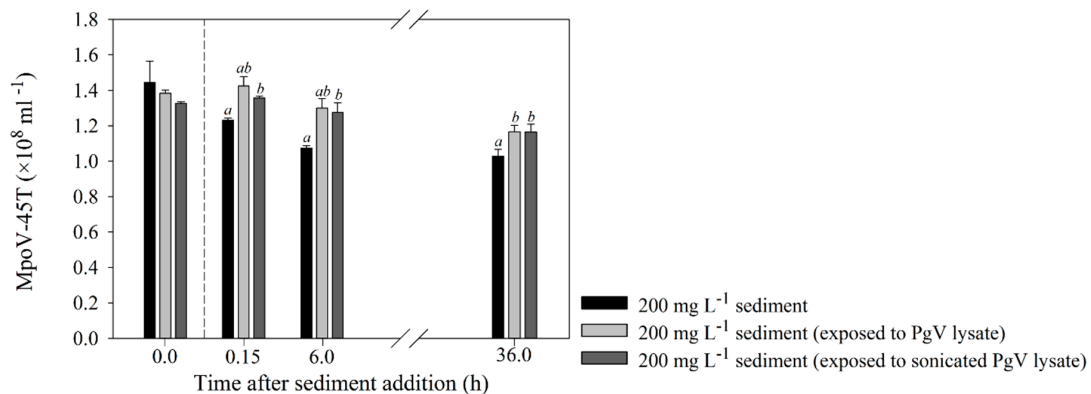 MpoV-45T (×10⁸ ml ⁻¹)
1.8
1.6
1.4
1.2
1.0
0.8
0.6
0.4
0.2
0.0
a
ab
b
a
ab
b
a
b
b
0.0
0.15
6.0
36.0
Time after sediment addition (h)
200 mg L⁻¹ sediment
200 mg L⁻¹ sediment (exposed to PgV lysate)
200 mg L⁻¹ sediment (exposed to sonicated PgV lysate)